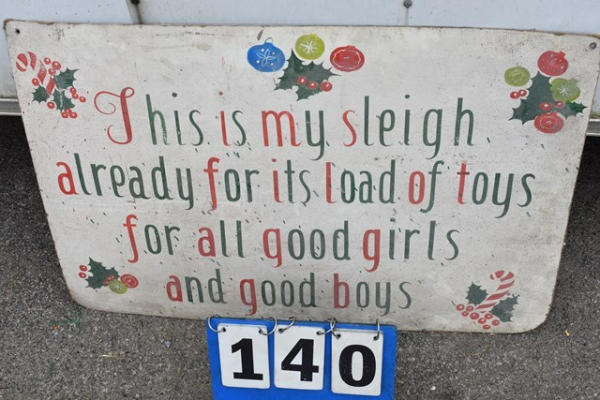 This is my sleigh
already for its load of toys
for all good girls
and good boys
140